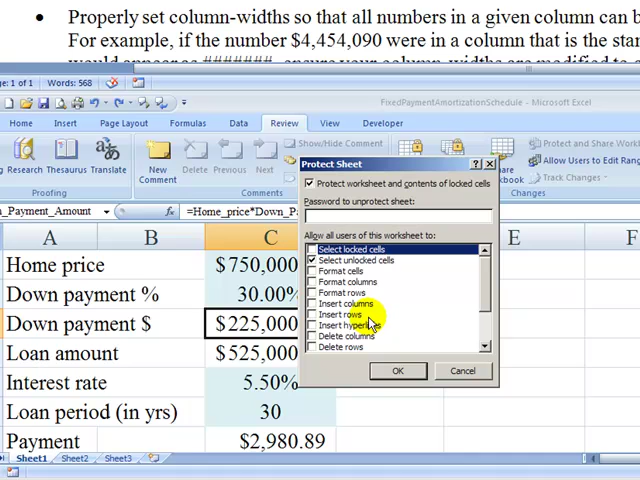 • Properly set column-widths so that all numbers in a given column can b
For example, if the number $4,454,090 were in a column that is the sta
would appear as ########
ge: 1 of 1 Words: 568
FixedPaymentAmortizationSchedule - Microsoft Excel
Home Insert Page Layout Formulas Data Review View Developer
Research Thesaurus Translate
New Comment
Delete Previous Next
Show/Hide Comment
Protect and Share Work
Allow Users to Edit Rang
Track Changes
Proofing Comments Changes
n_Payment_Amount fx =Home_price*Down_P
A B C E F
Home price $750,000
Down payment % 30.00%
Down payment $ $225,000
Loan amount $525,000
Interest rate 5.50%
Loan period (in yrs) 30
Payment $2,980.89
Sheet1 Sheet2 Sheet3
Protect Sheet
Protect worksheet and contents of locked cells
Password to unprotect sheet:
Allow all users of this worksheet to:
Select locked cells
Select unlocked cells
Format cells
Format columns
Format rows
Insert columns
Insert rows
Insert hyperlinks
Delete columns
Delete rows
OK Cancel